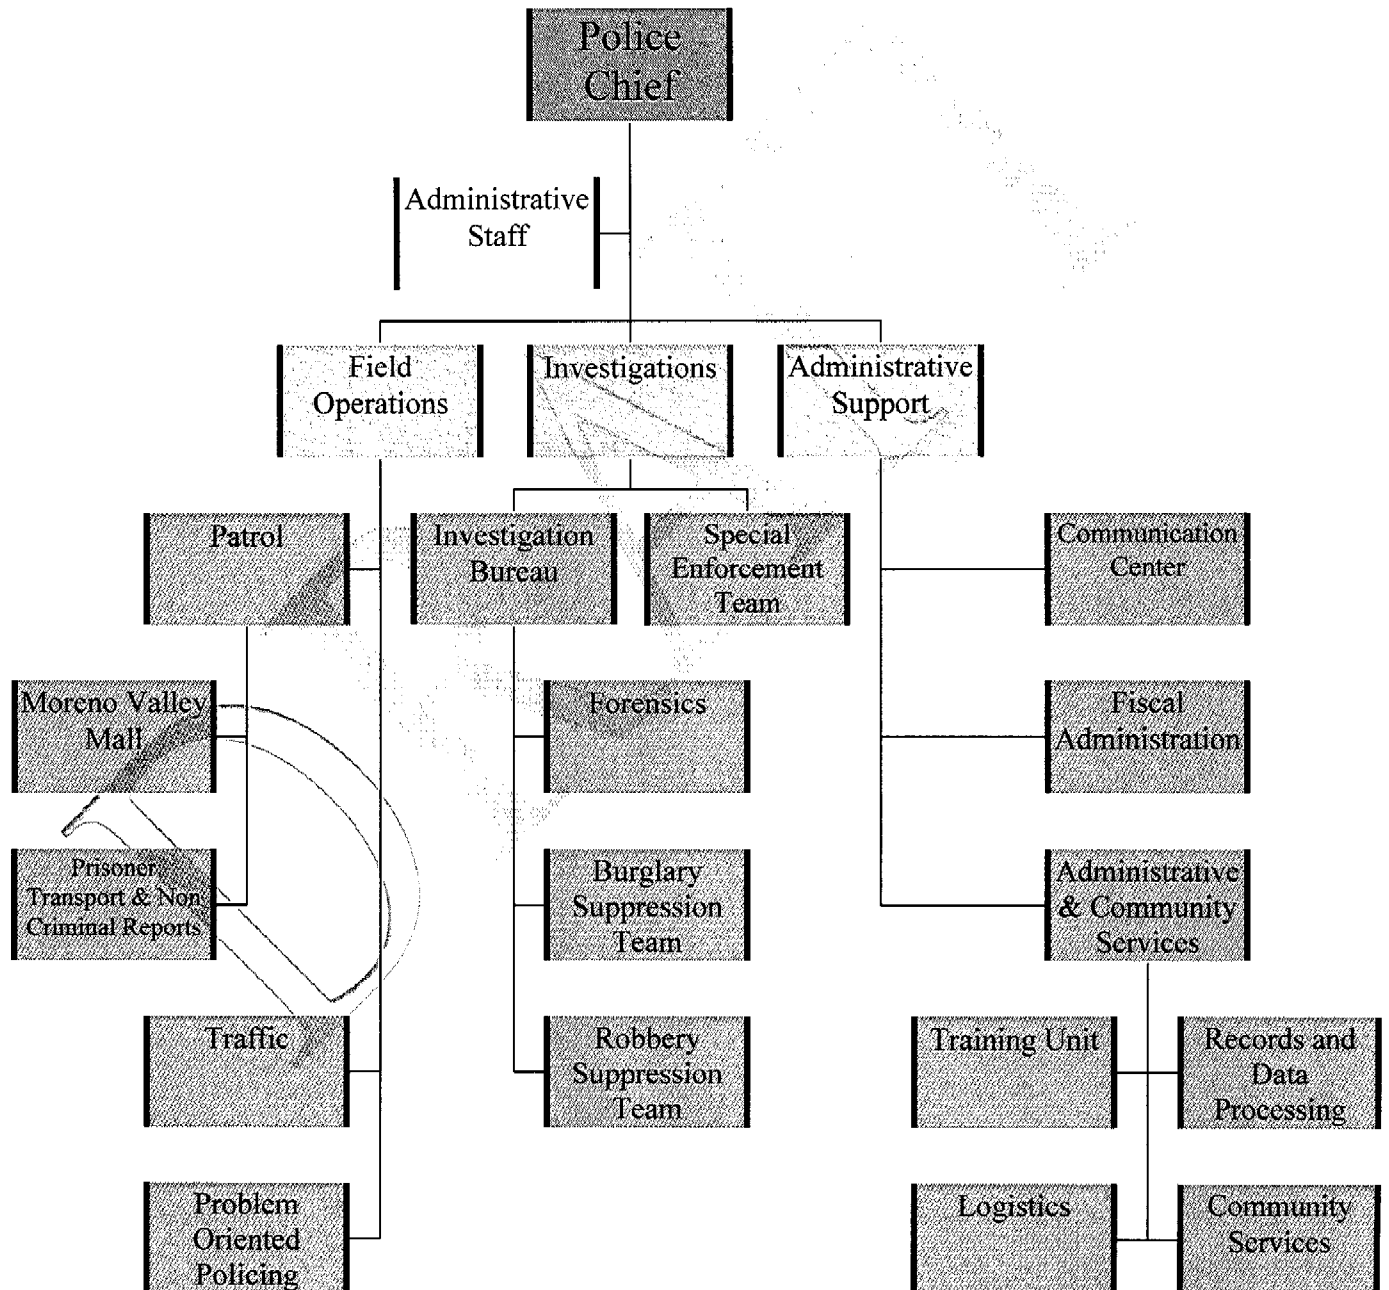 Police
Chief
Administrative
Staff
Field
Operations
Investigations
Administrative
Support
Patrol
Investigation
Bureau
Special
Enforcement
Team
Communication
Center
Moreno Valley
Mall
Forensics
Fiscal
Administration
Prisoner
Transport & Non
Criminal Reports
Burglary
Suppression
Team
Administrative
& Community
Services
Traffic
Robbery
Suppression
Team
Training Unit
Records and
Data
Processing
Problem
Oriented
Policing
Logistics
Community
Services